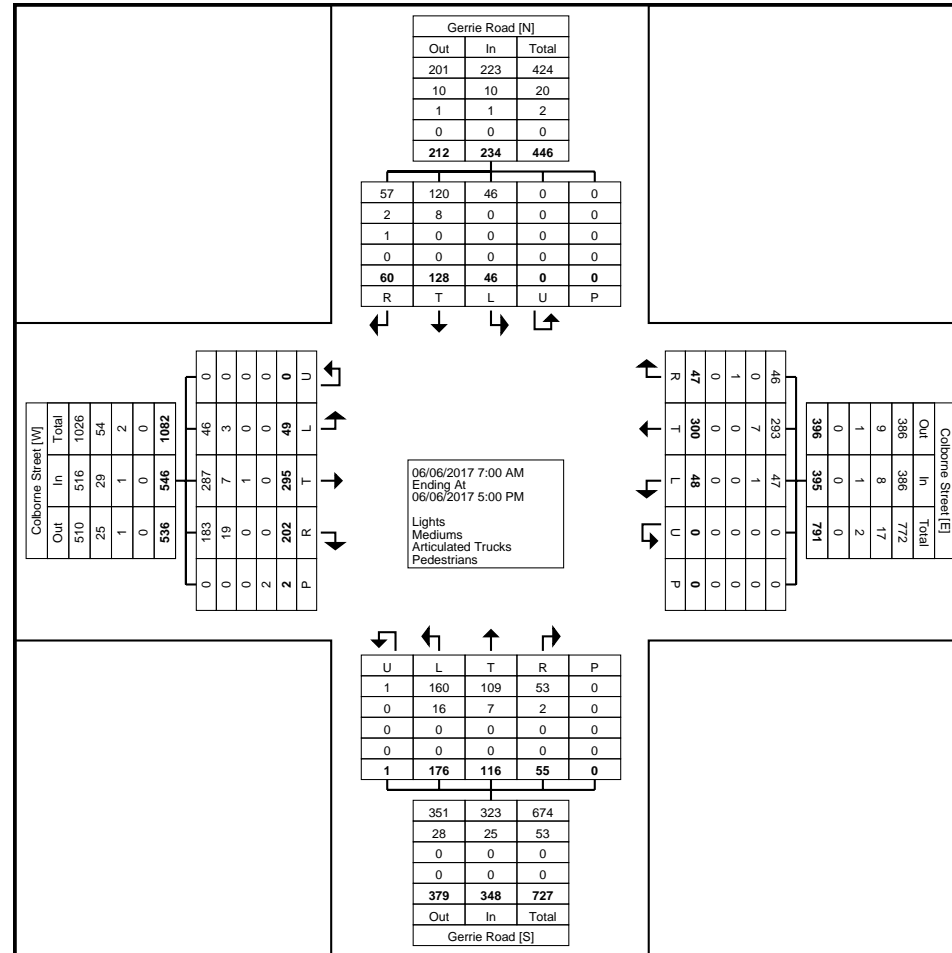 Gerrie Road [N]
Out In Total
201 223 424
10 10 20
1 1 2
0 0 0
212 234 446
57 120 46 0 0
2 8 0 0 0
1 0 0 0 0
0 0 0 0 0
60 128 46 0 0
R T L U P
Colborne Street [W]
Out In Total
510 516 1026
25 29 54
1 1 2
0 0 0
536 546 1082
0 183 287 46 0
0 19 7 3 0
0 0 1 0 0
2 0 0 0 0
2 202 295 49 0
P R T L U
06/06/2017 7:00 AM
Ending At
06/06/2017 5:00 PM
Lights
Mediums
Articulated Trucks
Pedestrians
Colborne Street [E]
Out In Total
386 386 772
9 8 17
1 1 2
0 0 0
396 395 791
46 293 47 0 0
0 7 1 0 0
1 0 0 0 0
0 0 0 0 0
47 300 48 0 0
R T L U P
U L T R P
1 160 109 53 0
0 16 7 2 0
0 0 0 0 0
0 0 0 0 0
1 176 116 55 0
351 323 674
28 25 53
0 0 0
0 0 0
379 348 727
Out In Total
Gerrie Road [S]